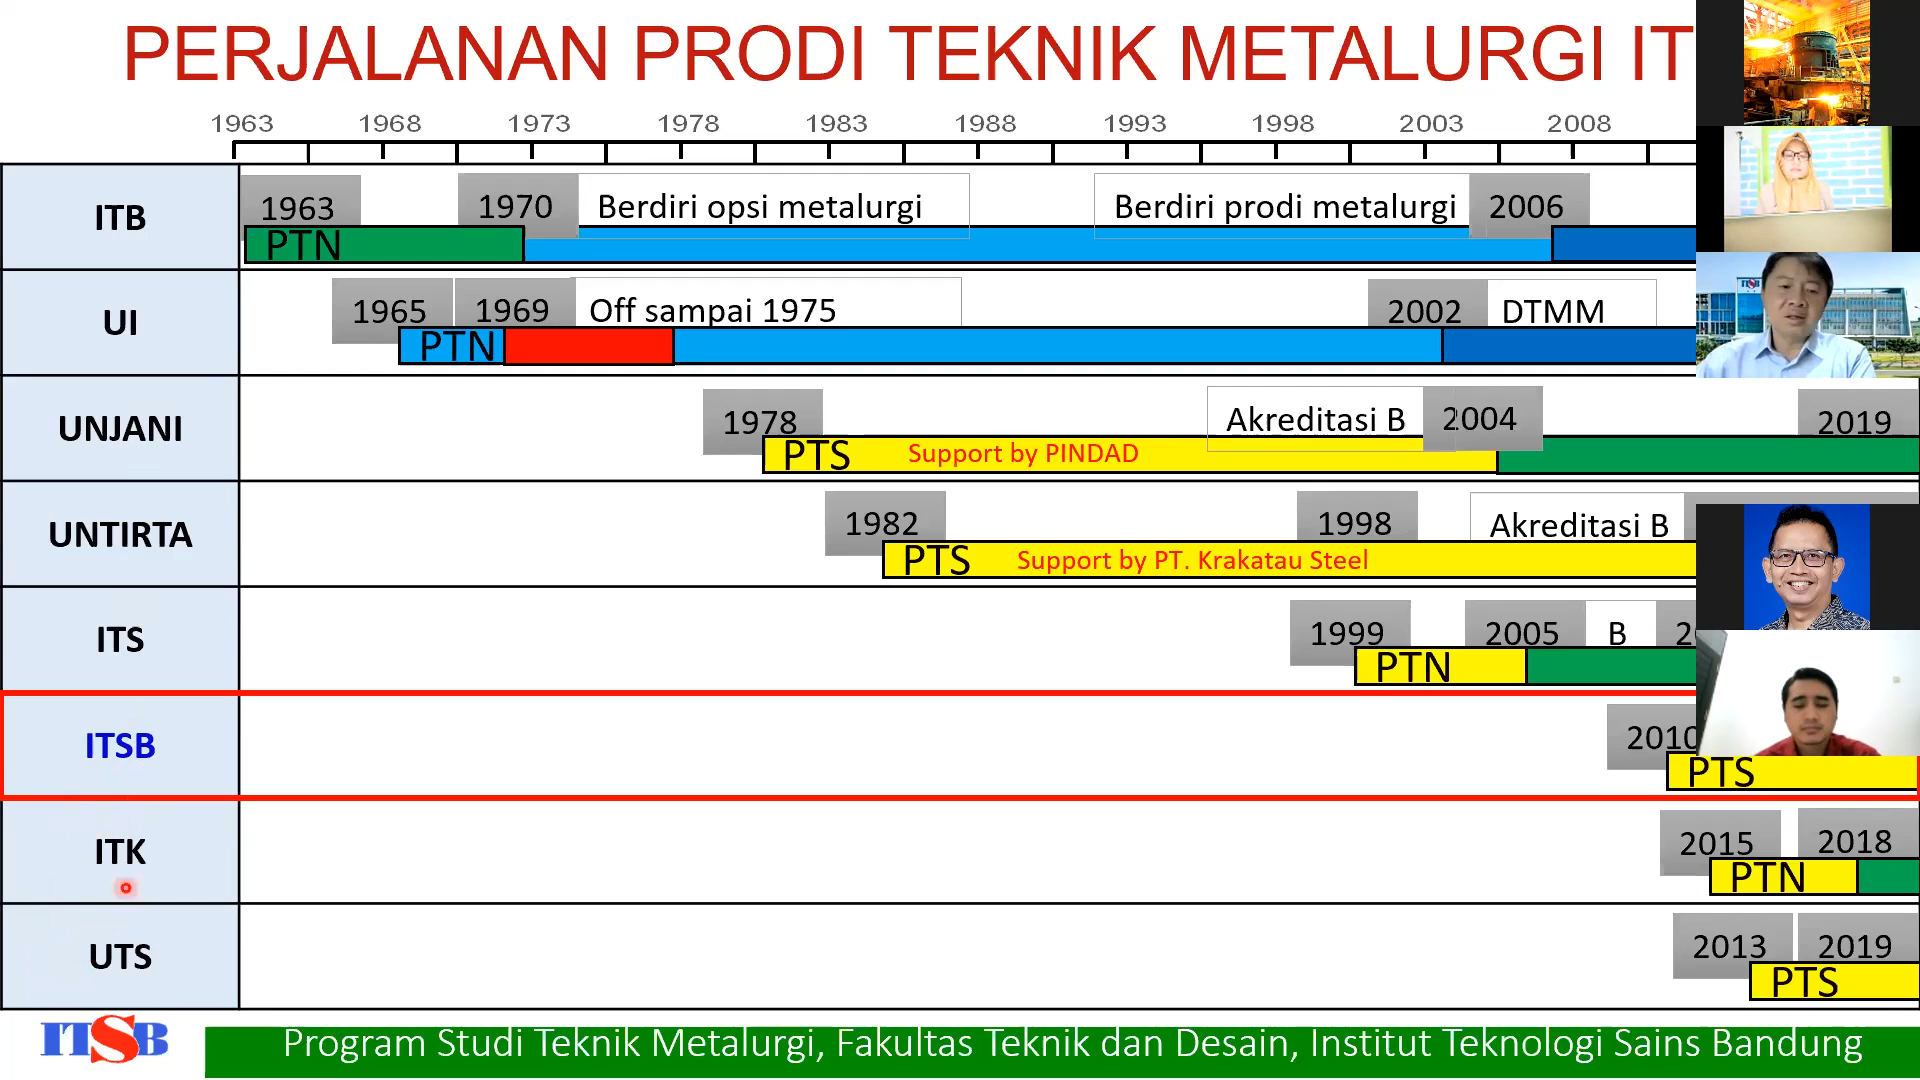 PERJALANAN PRODI TEKNIK METALURGI IT
1963 1968 1973 1978 1983 1988 1993 1998 2003 2008
ITB
1963 1970 Berdiri opsi metalurgi Berdiri prodi metalurgi 2006
PTN
UI
1965 1969 Off sampai 1975 2002 DTMM
PTN
UNJANI
1978 Akreditasi B 2004 2019
PTS Support by PINDAD
UNTIRTA
1982 1998 Akreditasi B
PTS Support by PT. Krakatau Steel
ITS
1999 2005 B
PTN
ITSB
2010
PTS
ITK
2015 2018
PTN
UTS
2013 2019
PTS
ITSB Program Studi Teknik Metalurgi, Fakultas Teknik dan Desain, Institut Teknologi Sains Bandung